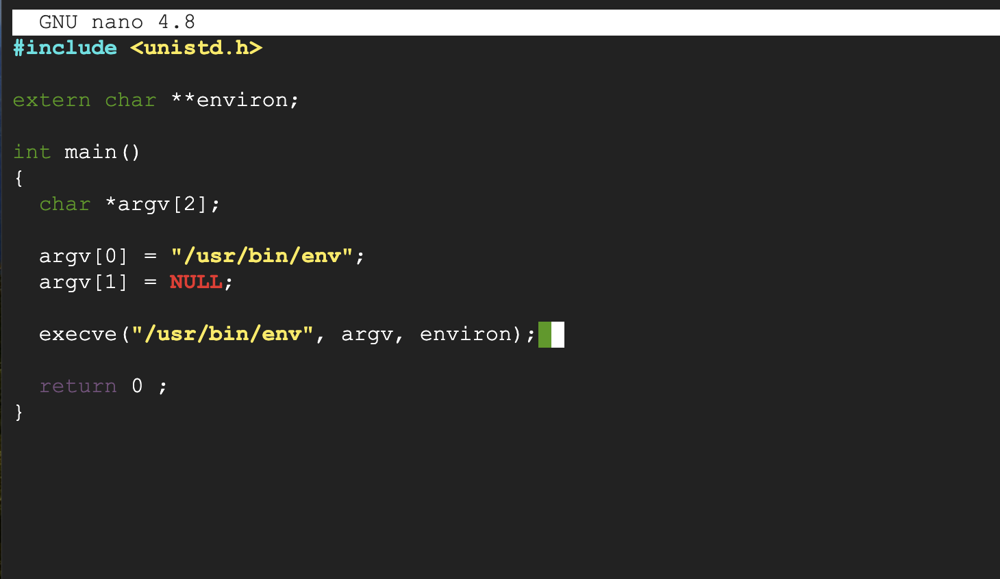 GNU nano 4.8
#include <unistd.h>
extern char **environ;
int main()
{
char *argv[2];
argv[0] = "/usr/bin/env";
argv[1] = NULL;
execve("/usr/bin/env", argv, environ);
return 0 ;
}